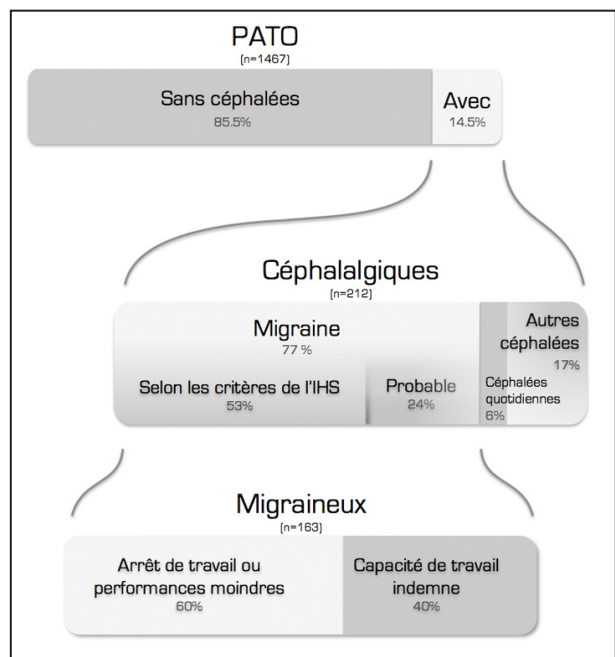 PATO
(n=1467)
Sans céphalées
85.5%
Avec
14.5%
Céphalalgiques
(n=212)
Migraine
77 %
Selon les critères de l'IHS
53%
Probable
24%
Autres
céphalées
17%
Céphalées
quotidiennes
6%
Migraineux
(n=163)
Arrêt de travail ou
performances moindres
60%
Capacité de travail
indemne
40%